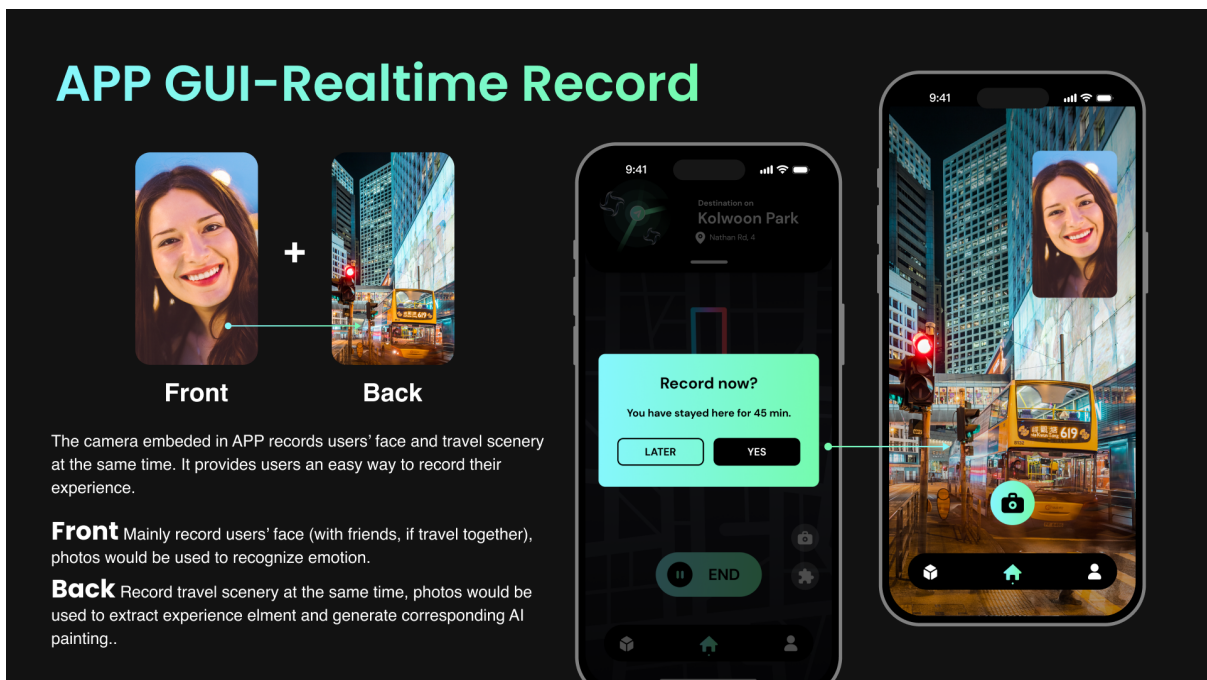 APP GUI-Realtime Record
+
Front
Back
The camera embeded in APP records users' face and travel scenery
at the same time. It provides users an easy way to record their
experience.
Front Mainly record users' face (with friends, if travel together),
photos would be used to recognize emotion.
Back Record travel scenery at the same time, photos would be
used to extract experience elment and generate corresponding AI
painting..
9:41
Destination on
Kolwoon Park
Nathan Rd, 4
Record now?
You have stayed here for 45 min.
LATER
YES
END
9:41
619